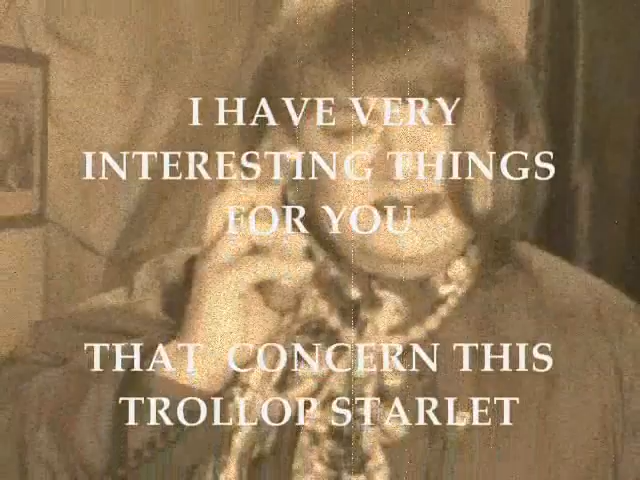 I HAVE VERY
INTERESTING THINGS
FOR YOU
THAT CONCERN THIS
TROLLOP STARLET